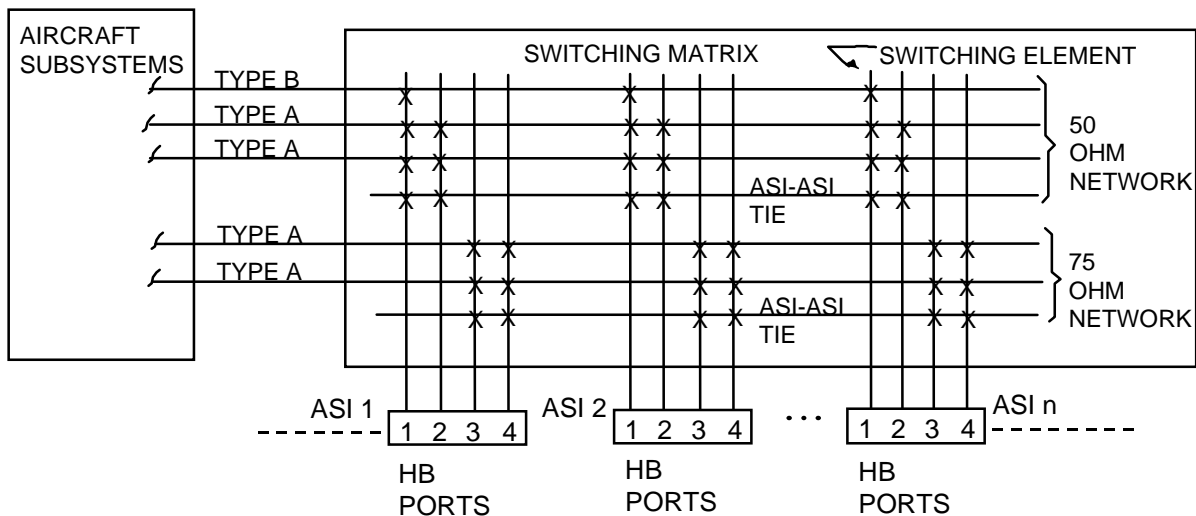 AIRCRAFT
SUBSYSTEMS
SWITCHING MATRIX
SWITCHING ELEMENT
TYPE B
TYPE A
TYPE A
ASI-ASI
TIE
50
OHM
NETWORK
TYPE A
TYPE A
ASI-ASI
TIE
75
OHM
NETWORK
ASI 1
1 2 3 4
HB
PORTS
ASI 2
1 2 3 4
HB
PORTS
...
ASI n
1 2 3 4
HB
PORTS